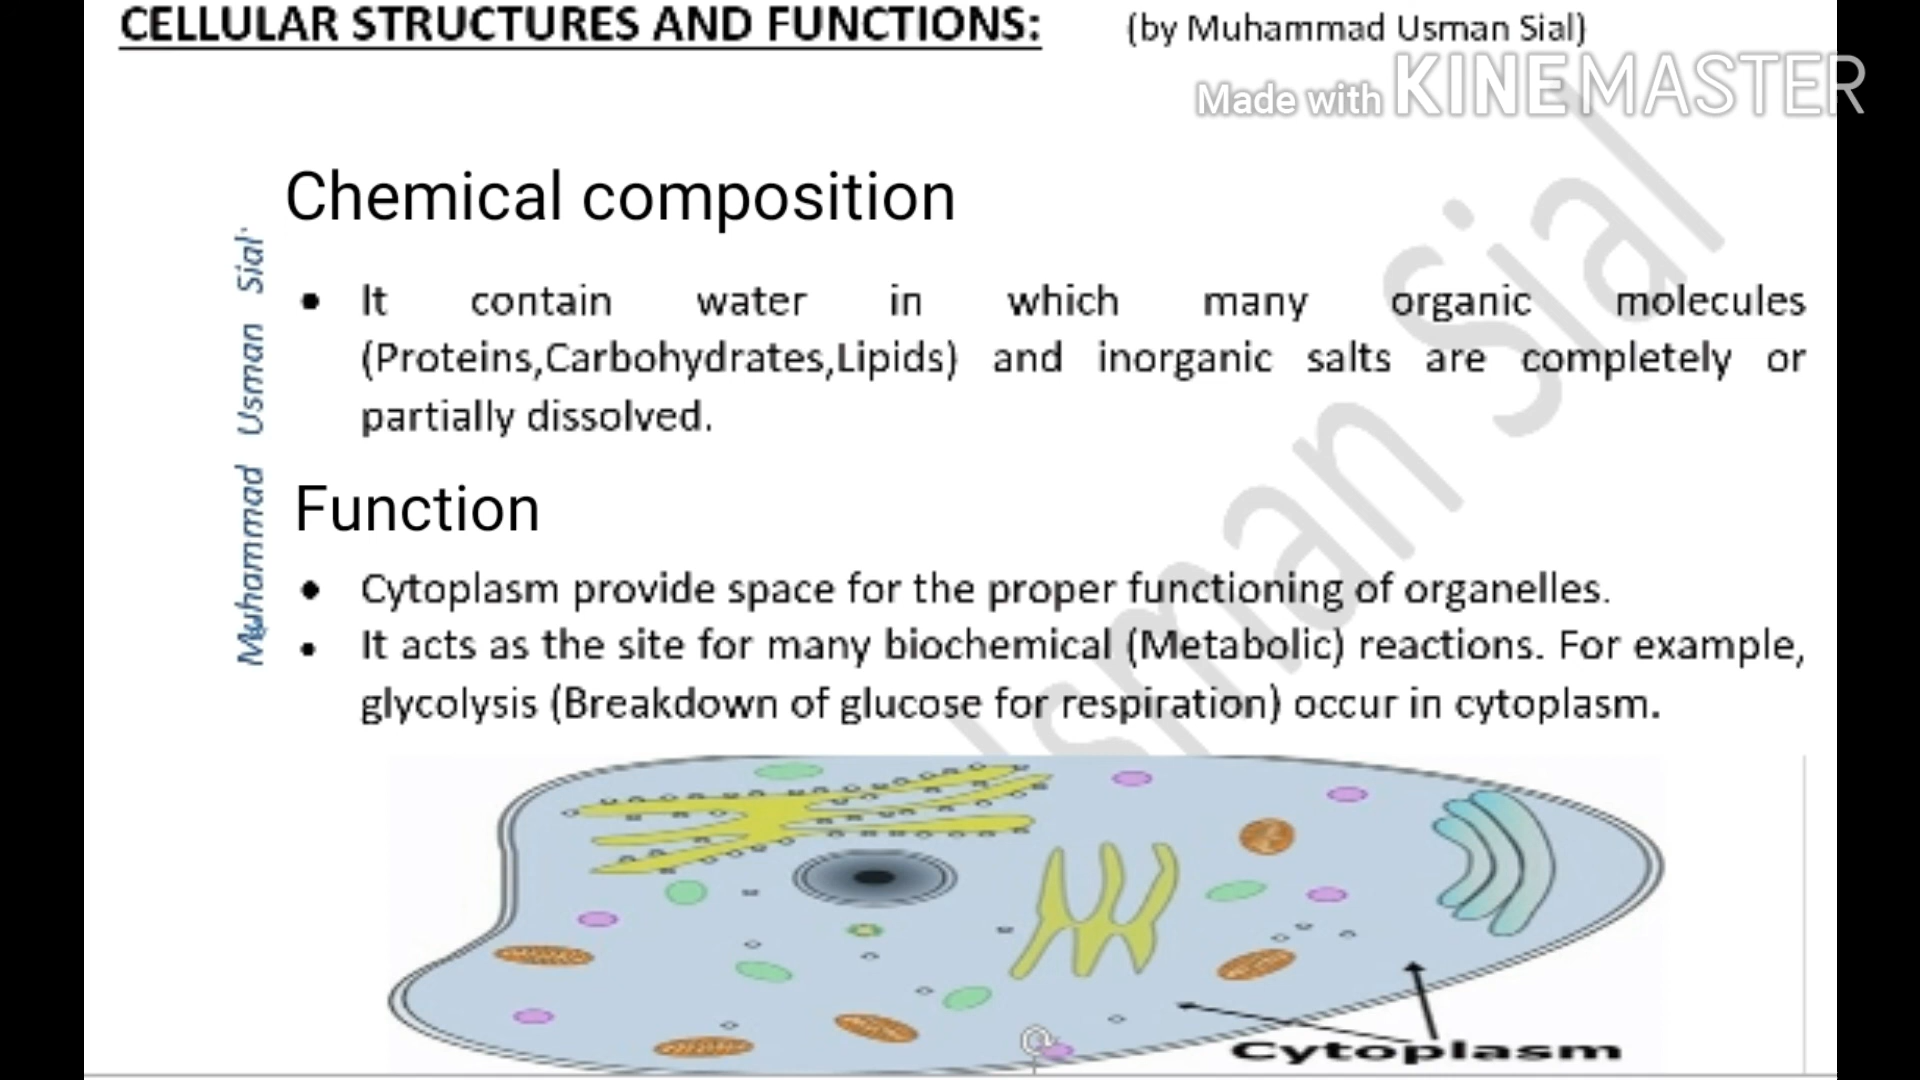 CELLULAR STRUCTURES AND FUNCTIONS: (by Muhammad Usman Sial)
Made with KINEMASTER
Chemical composition
Muhammad Usman Sial
• It contain water in which many organic molecules
(Proteins,Carbohydrates,Lipids) and inorganic salts are completely or
partially dissolved.
Function
• Cytoplasm provide space for the proper functioning of organelles.
• It acts as the site for many biochemical (Metabolic) reactions. For example,
glycolysis (Breakdown of glucose for respiration) occur in cytoplasm.
Usman Sial
Cytoplasm